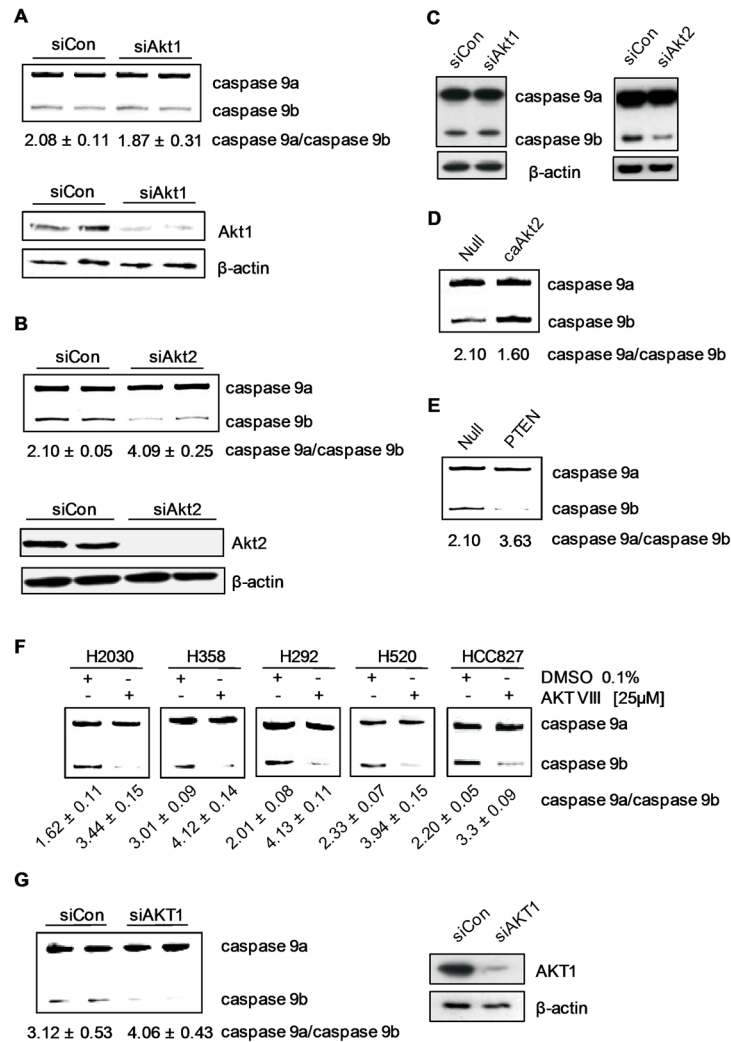 A
siCon siAkt1
caspase 9a
caspase 9b
2.08 ± 0.11 1.87 ± 0.31 caspase 9a/caspase 9b
siCon siAkt1
Akt1
β-actin
B
siCon siAkt2
caspase 9a
caspase 9b
2.10 ± 0.05 4.09 ± 0.25 caspase 9a/caspase 9b
siCon siAkt2
Akt2
β-actin
C
siCon siAkt1 siCon siAkt2
caspase 9a
caspase 9b
β-actin
D
Null caAkt2
caspase 9a
caspase 9b
2.10 1.60 caspase 9a/caspase 9b
E
Null PTEN
caspase 9a
caspase 9b
2.10 3.63 caspase 9a/caspase 9b
F
H2030 H358 H292 H520 HCC827
+ - + - + - + - + - DMSO 0.1%
- + - + - + - + - + AKT VIII [25µM]
caspase 9a
caspase 9b
1.62 ± 0.11 3.44 ± 0.15 3.01 ± 0.09 4.12 ± 0.14 2.01 ± 0.08 4.13 ± 0.11 2.33 ± 0.07 3.94 ± 0.15 2.20 ± 0.05 3.3 ± 0.09 caspase 9a/caspase 9b
G
siCon siAKT1
caspase 9a
caspase 9b
3.12 ± 0.53 4.06 ± 0.43 caspase 9a/caspase 9b
siCon siAKT1
AKT1
β-actin